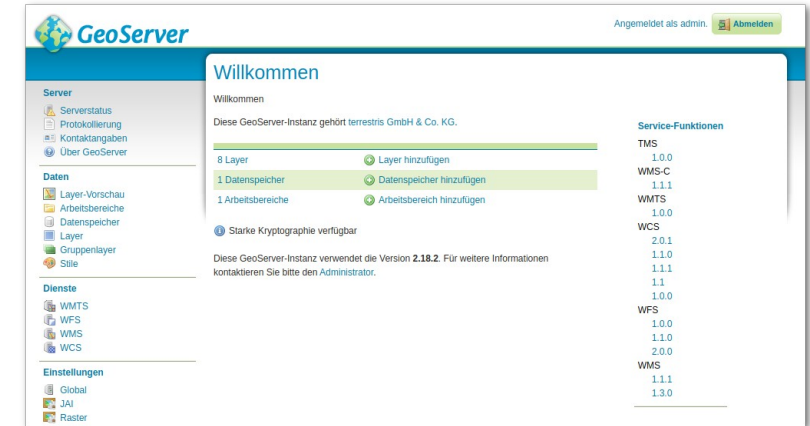 GeoServer
Angemeldet als admin. Abmelden
Server
Serverstatus
Protokollierung
Kontaktangaben
Über GeoServer
Daten
Layer-Vorschau
Arbeitsbereiche
Datenspeicher
Layer
Gruppenlayer
Stile
Dienste
WMTS
WFS
WMS
WCS
Einstellungen
Global
JAI
Raster
Willkommen
Willkommen
Diese GeoServer-Instanz gehört terrestris GmbH & Co. KG.
8 Layer Layer hinzufügen
1 Datenspeicher Datenspeicher hinzufügen
1 Arbeitsbereiche Arbeitsbereich hinzufügen
Starke Kryptographie verfügbar
Diese GeoServer-Instanz verwendet die Version 2.18.2. Für weitere Informationen
kontaktieren Sie bitte den Administrator.
Service-Funktionen
TMS
1.0.0
WMS-C
1.1.1
WMTS
1.0.0
WCS
2.0.1
1.1.0
1.1.1
1.1
1.0.0
WFS
1.0.0
1.1.0
2.0.0
WMS
1.1.1
1.3.0